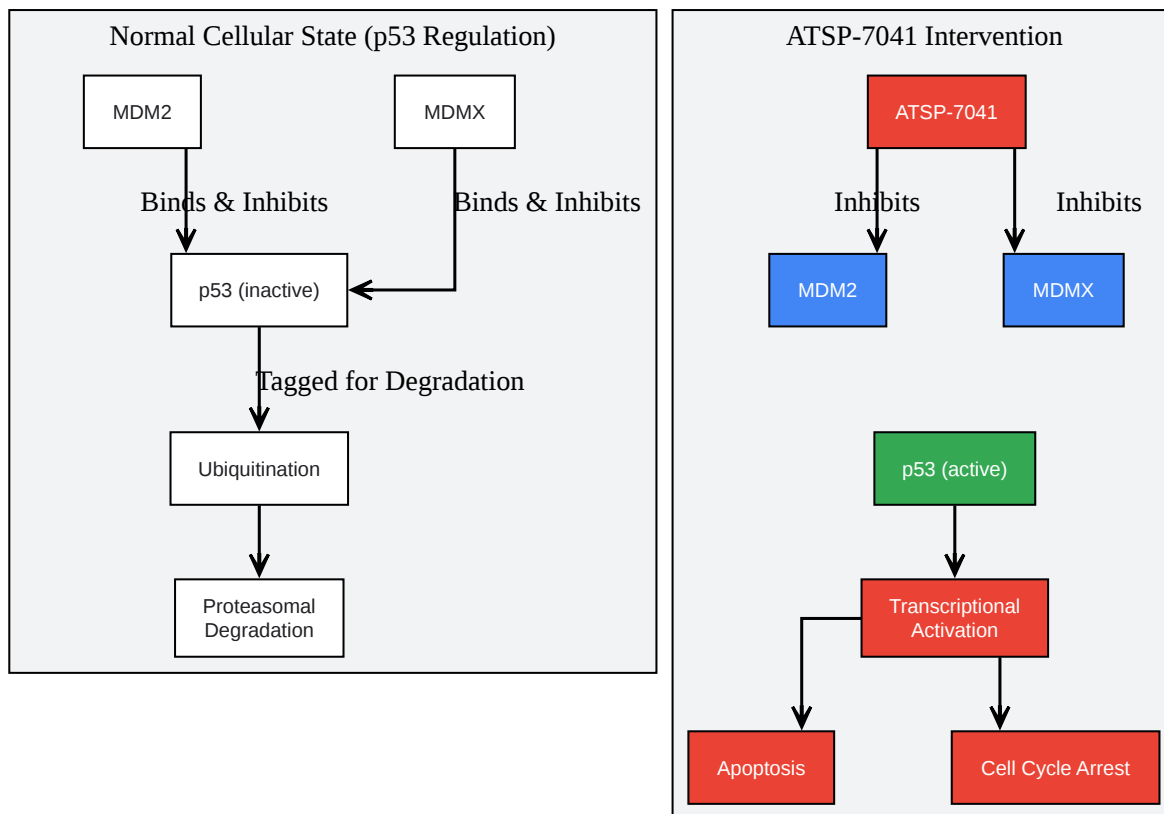 Normal Cellular State (p53 Regulation)
MDM2
MDMX
Binds & Inhibits
Binds & Inhibits
p53 (inactive)
Tagged for Degradation
Ubiquitination
Proteasomal
Degradation
ATSP-7041 Intervention
ATSP-7041
Inhibits
Inhibits
MDM2
MDMX
p53 (active)
Transcriptional
Activation
Apoptosis
Cell Cycle Arrest